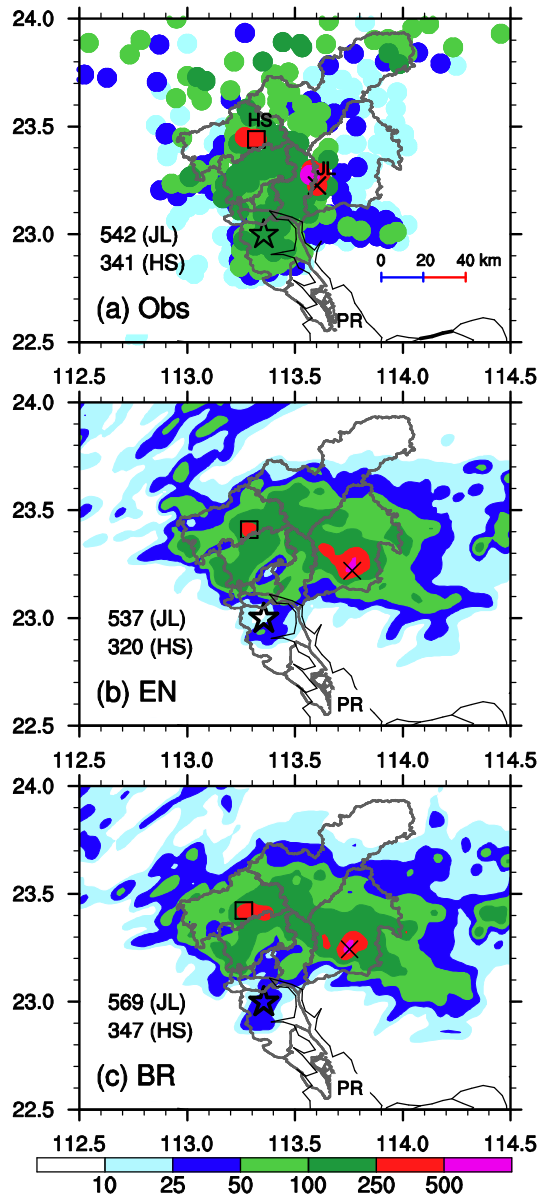 24.0
HS
23.5
JL
542 (JL)
23.0
341 (HS)
0 20 40 km
(a) Obs
PR
22.5
112.5 113.0 113.5 114.0 114.5
24.0
23.5
537 (JL)
23.0
320 (HS)
(b) EN
PR
22.5
112.5 113.0 113.5 114.0 114.5
24.0
23.5
569 (JL)
23.0
347 (HS)
(c) BR
PR
22.5
112.5 113.0 113.5 114.0 114.5
10 25 50 100 250 500